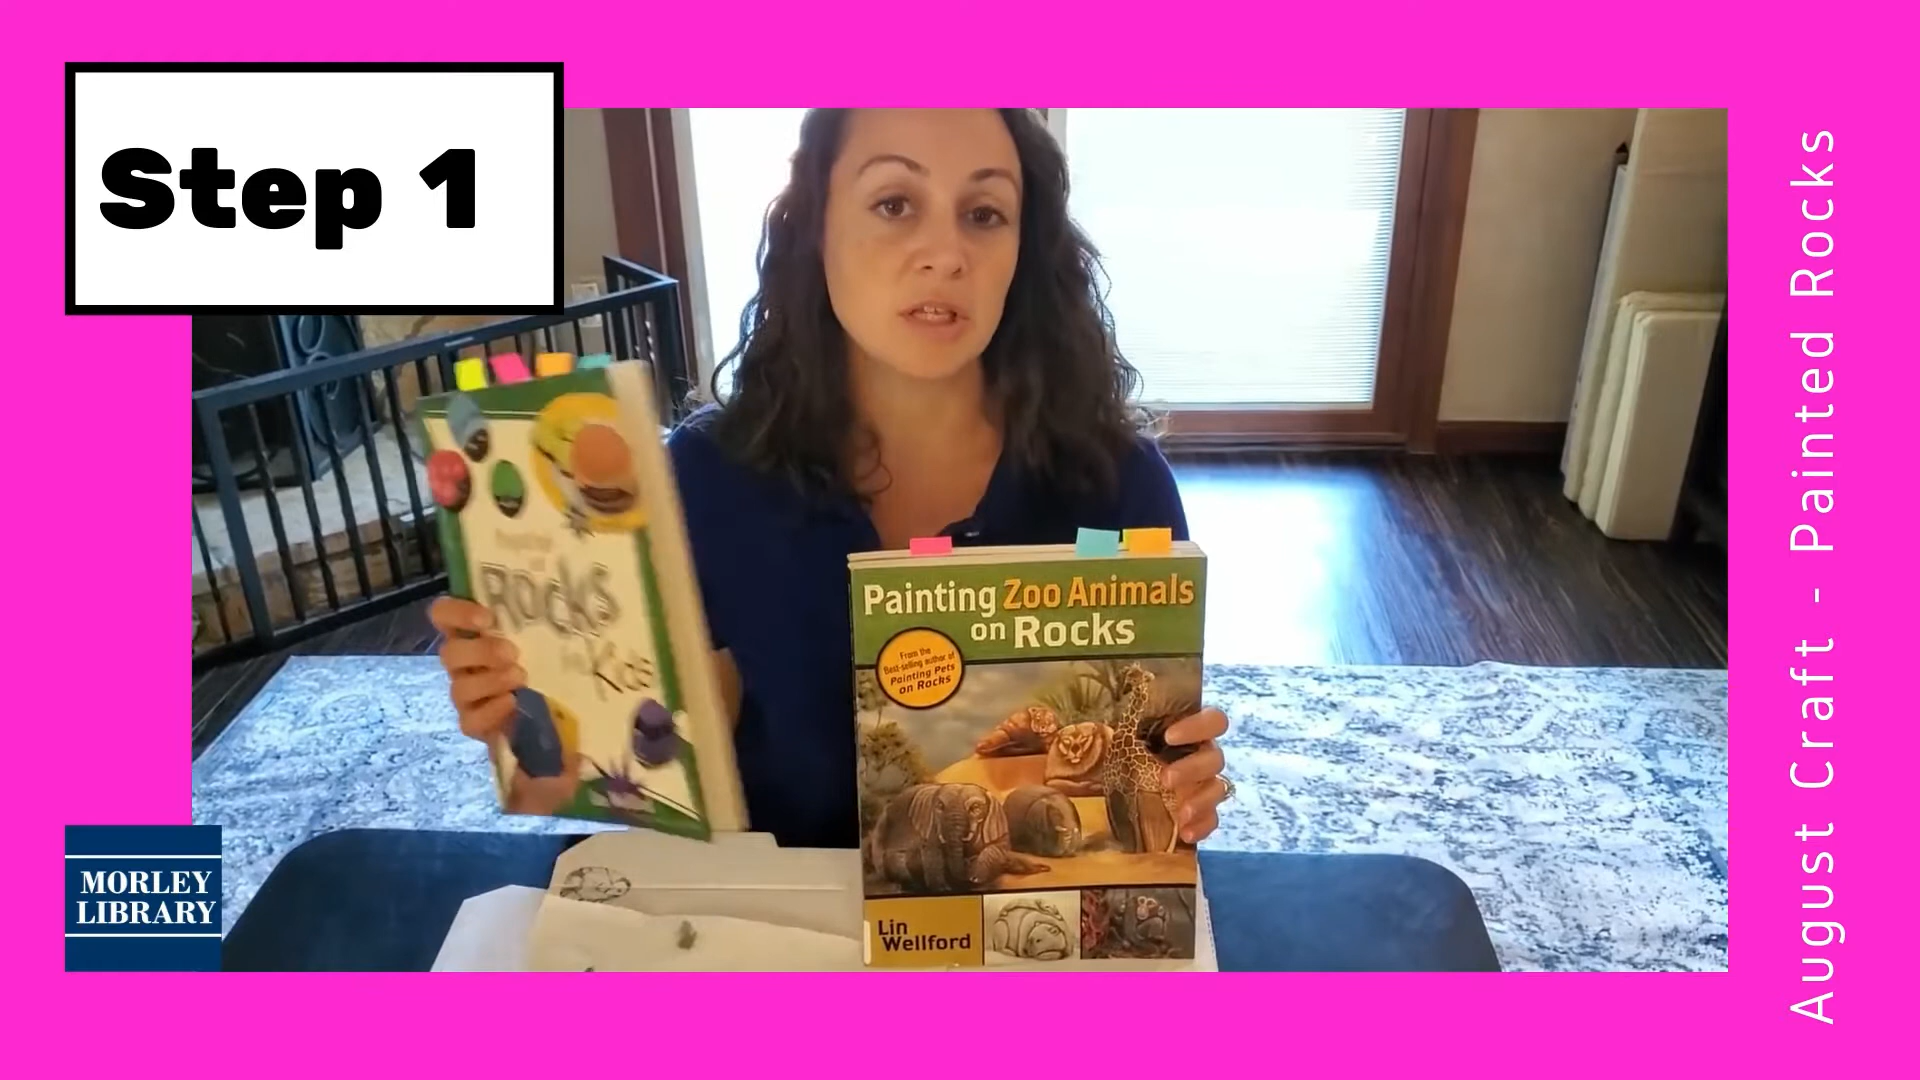 Step 1
Rocks
Kids
Painting Zoo Animals
on Rocks
From the
Best-selling author of
Painting Pets
on Rocks
Lin
Wellford
MORLEY
LIBRARY
August Craft - Painted Rocks